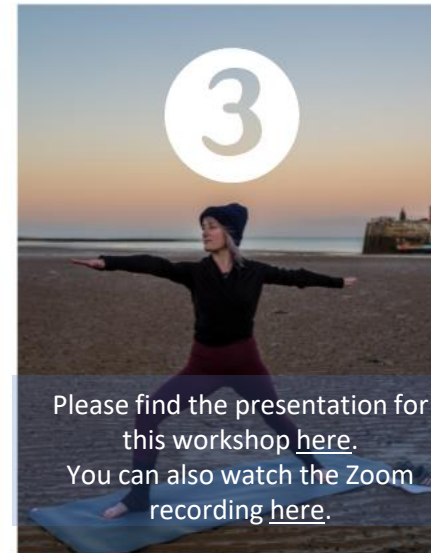 3
Please find the presentation for
this workshop here.
You can also watch the Zoom
recording here.